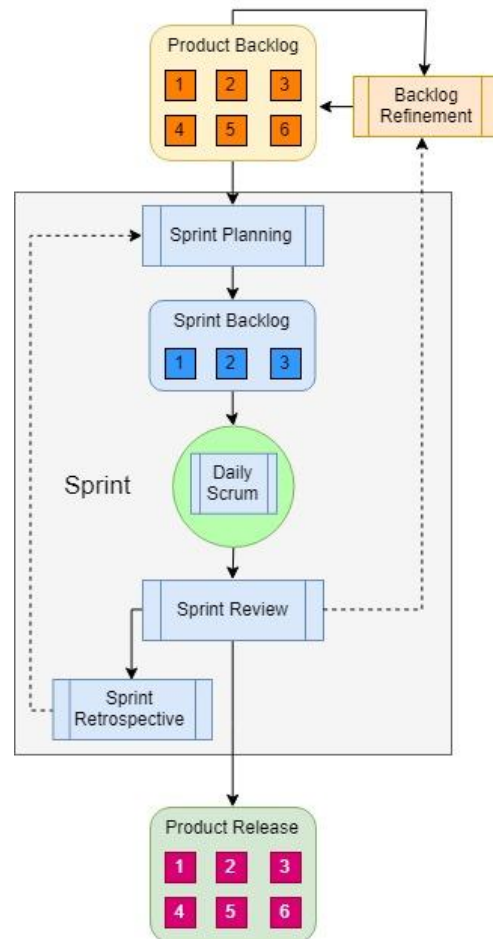 Product Backlog
1 2 3
4 5 6
Backlog
Refinement
Sprint Planning
Sprint Backlog
1 2 3
Daily
Scrum
Sprint
Sprint Review
Sprint
Retrospective
Product Release
1 2 3
4 5 6